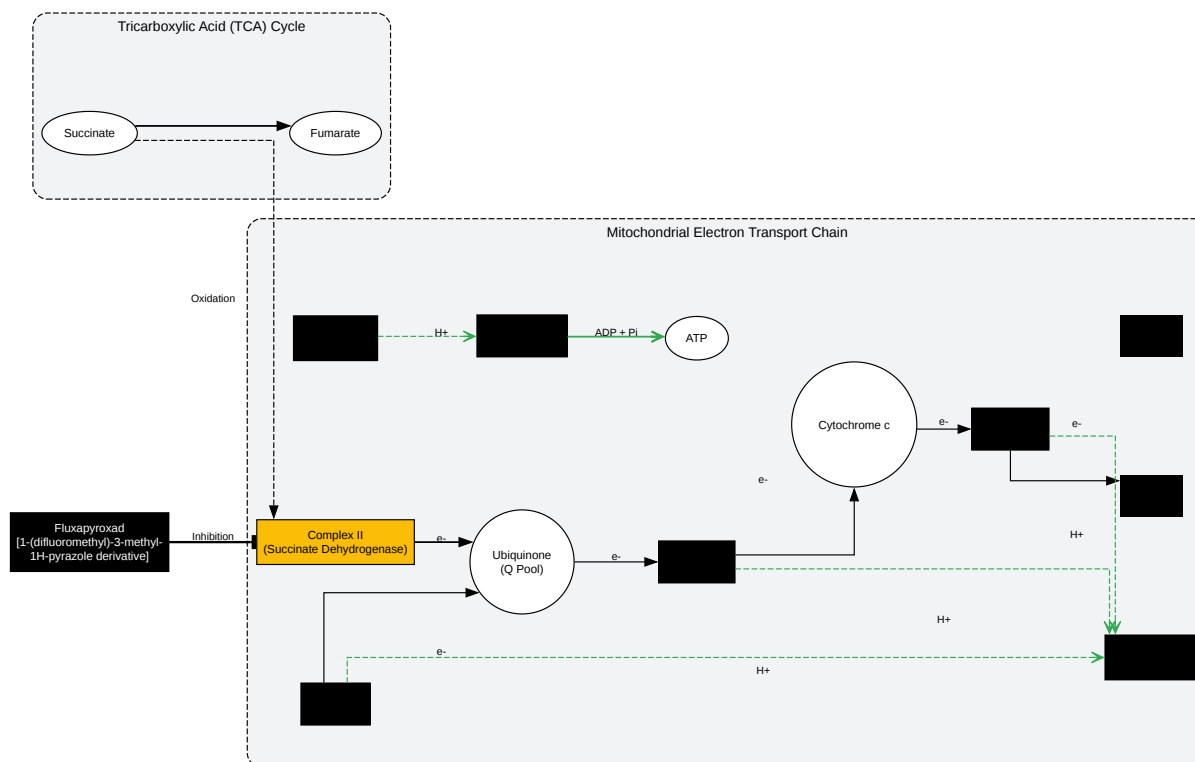 Tricarboxylic Acid (TCA) Cycle
Succinate
Fumarate
Mitochondrial Electron Transport Chain
Oxidation
H+
ADP + Pi
ATP
Cytochrome c
e-
e-
e-
Fluxapyroxad
[1-(difluoromethyl)-3-methyl-
1H-pyrazole derivative]
Inhibition
Complex II
(Succinate Dehydrogenase)
e-
Ubiquinone
(Q Pool)
e-
H+
H+
e-
H+